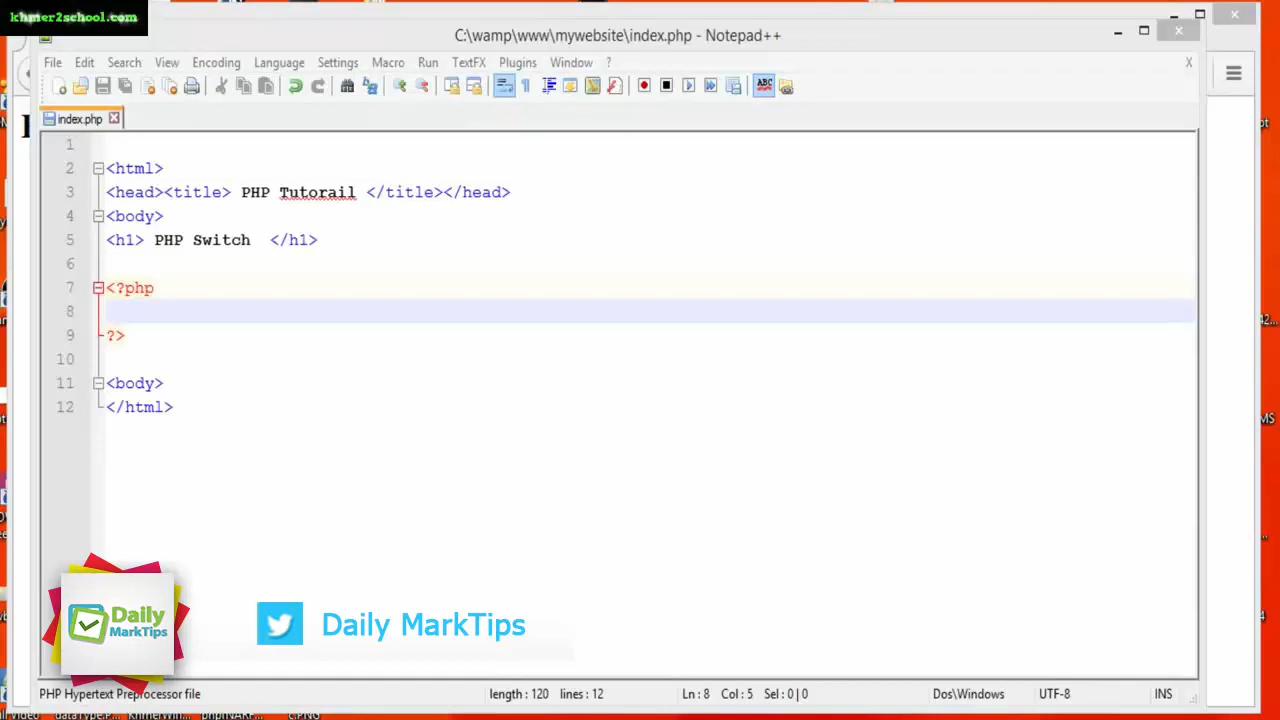 khmer2school.com
C:\wamp\www\mywebsite\index.php - Notepad++
File Edit Search View Encoding Language Settings Macro Run TextFX Plugins Window ? X
ABC
index.php
1
2 <html>
3 <head><title> PHP Tutorail </title></head>
4 <body>
5 <h1> PHP Switch </h1>
6
7 <?php
8
9 ?>
10
11 <body>
12 </html>
Daily
MarkTips
Daily MarkTips
PHP Hypertext Preprocessor file length : 120 lines : 12 Ln : 8 Col : 5 Sel : 0 | 0 Dos\Windows UTF-8 INS